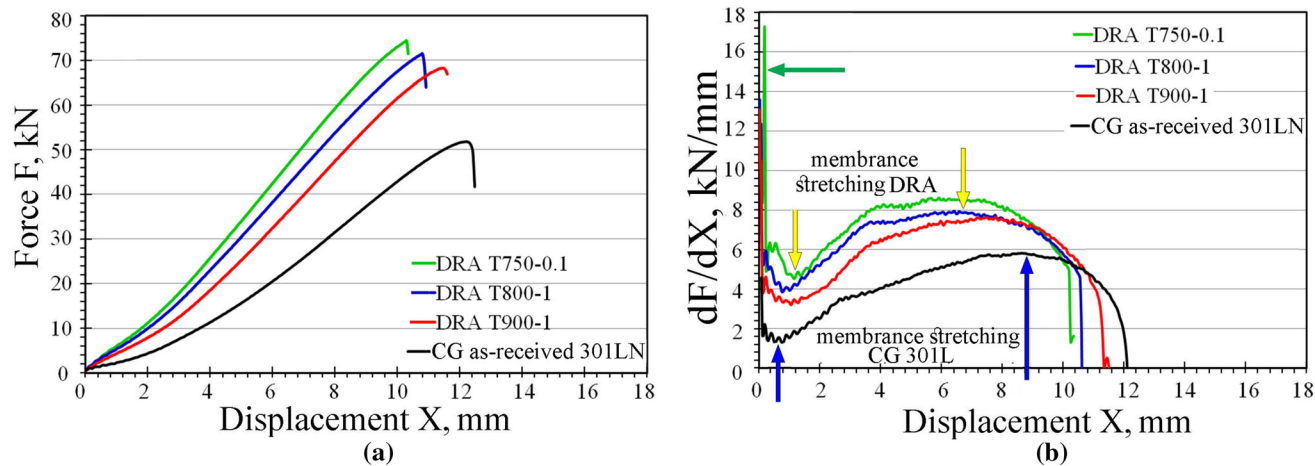 80
70
60
50
40
30
20
10
0
Force F, kN
DRA T750-0.1
DRA T800-1
DRA T900-1
CG as-received 301LN
0 2 4 6 8 10 12 14 16 18
Displacement X, mm
(a)
18
16
14
12
10
8
6
4
2
0
dF/dX, kN/mm
DRA T750-0.1
DRA T800-1
DRA T900-1
CG as-received 301LN
membrance
stretching DRA
membrance stretching
CG 301L
0 2 4 6 8 10 12 14 16 18
Displacement X, mm
(b)